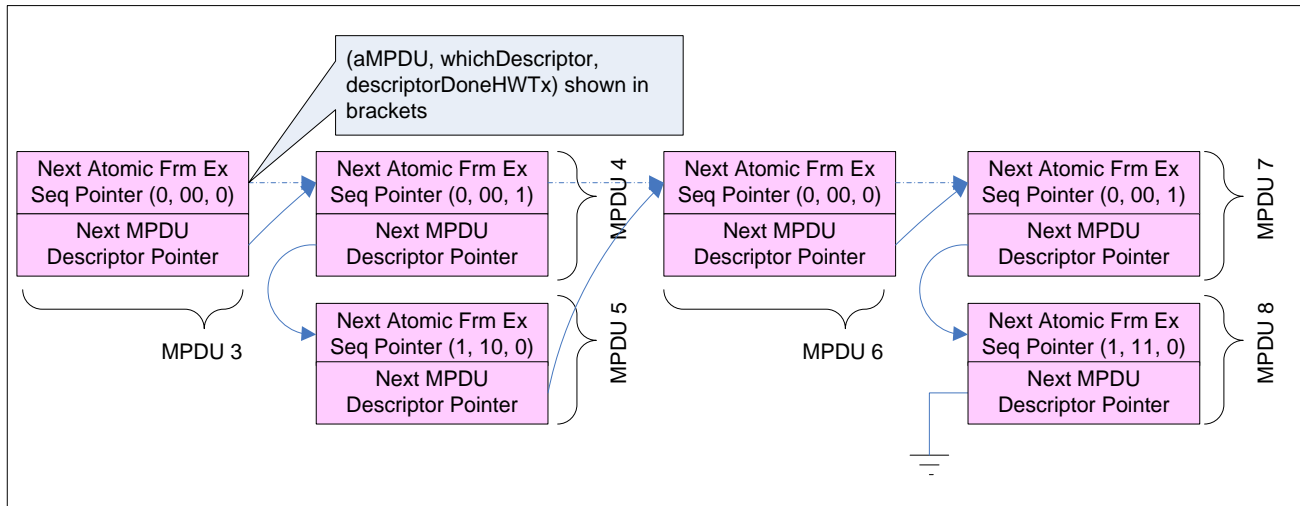 (aMPDU, whichDescriptor,
descriptorDoneHWTx) shown in
brackets
Next Atomic Frm Ex
Seq Pointer (0, 00, 0)
Next MPDU
Descriptor Pointer
MPDU 3
Next Atomic Frm Ex
Seq Pointer (0, 00, 1)
Next MPDU
Descriptor Pointer
MPDU 4
Next Atomic Frm Ex
Seq Pointer (1, 10, 0)
Next MPDU
Descriptor Pointer
MPDU 5
Next Atomic Frm Ex
Seq Pointer (0, 00, 0)
Next MPDU
Descriptor Pointer
MPDU 6
Next Atomic Frm Ex
Seq Pointer (0, 00, 1)
Next MPDU
Descriptor Pointer
MPDU 7
Next Atomic Frm Ex
Seq Pointer (1, 11, 0)
Next MPDU
Descriptor Pointer
MPDU 8